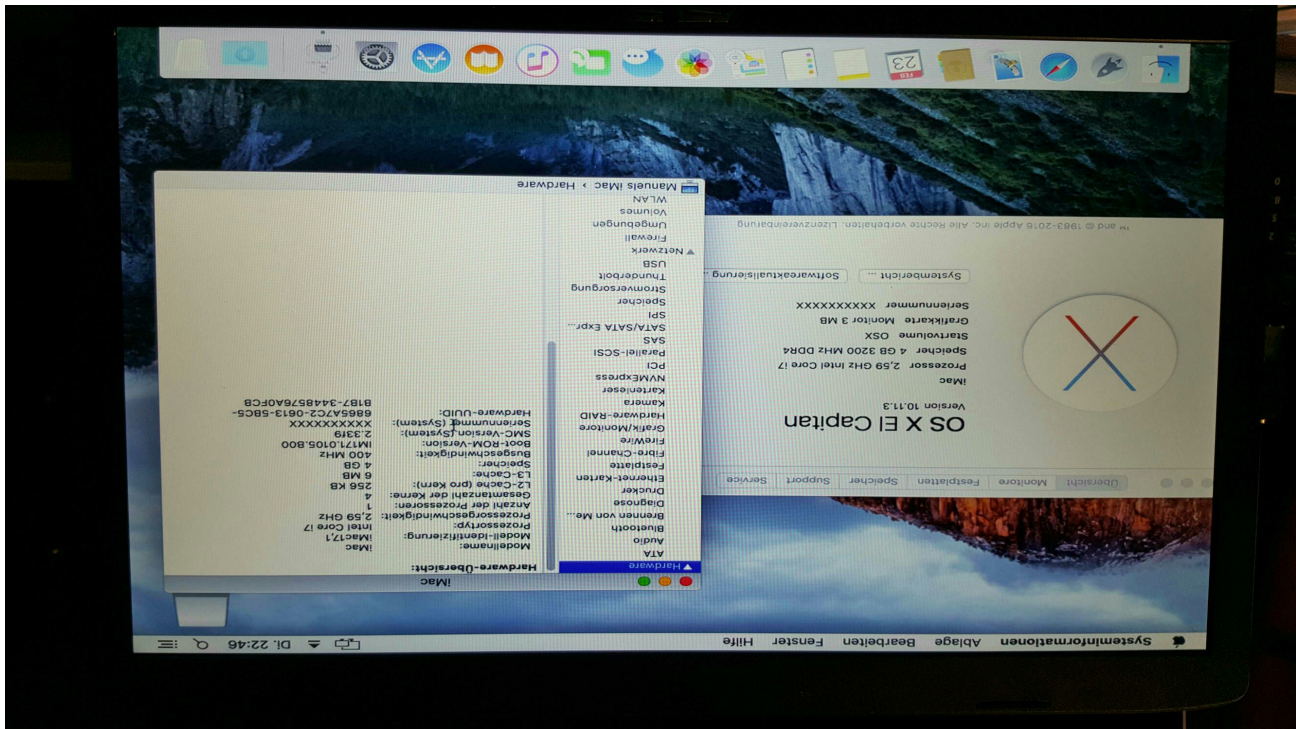 Systeminformationen Ablage Bearbeiten Fenster Hilfe
Di. 22:46
iMac
Hardware
ATA
Audio
Bluetooth
Brennen von Me...
Diagnose
Drucker
Ethernet-Karten
Festplatte
Fibre-Channel
FireWire
Grafik/Monitore
Hardware-RAID
Kamera
Kartenleser
NVMExpress
PCI
Parallel-SCSI
SAS
SATA/SATA Expr...
SPI
Speicher
Stromversorgung
Thunderbolt
USB
Netzwerk
Firewall
Umgebungen
Volumes
WLAN
Hardware-Übersicht:
Modellname: iMac
Modell-Identifizierung: iMac17,1
Prozessortyp: Intel Core i7
Prozessorgeschwindigkeit: 2,59 GHz
Anzahl der Prozessoren: 1
Gesamtanzahl der Kerne: 4
L2-Cache (pro Kern): 256 KB
L3-Cache: 6 MB
Speicher: 4 GB
Busgeschwindigkeit: 400 MHz
Boot-ROM-Version: IM171.0105.B00
SMC-Version (System): 2.33f9
Seriennummer (System): XXXXXXXXXX
Hardware-UUID: 686568C2-0613-5BC5-
B1B7-3448576A0FCB
Manuels iMac › Hardware
Übersicht Monitore Festplatten Speicher Support Service
OS X El Capitan
Version 10.11.3
iMac
Prozessor 2,59 GHz Intel Core i7
Speicher 4 GB 3200 MHz DDR4
Startvolume OSX
Grafikkarte Monitor 3 MB
Seriennummer XXXXXXXXXX
Systembericht ...
Softwareaktualisierung ...
™ and © 1983-2016 Apple Inc. Alle Rechte vorbehalten. Lizenzvereinbarung
FEB
23